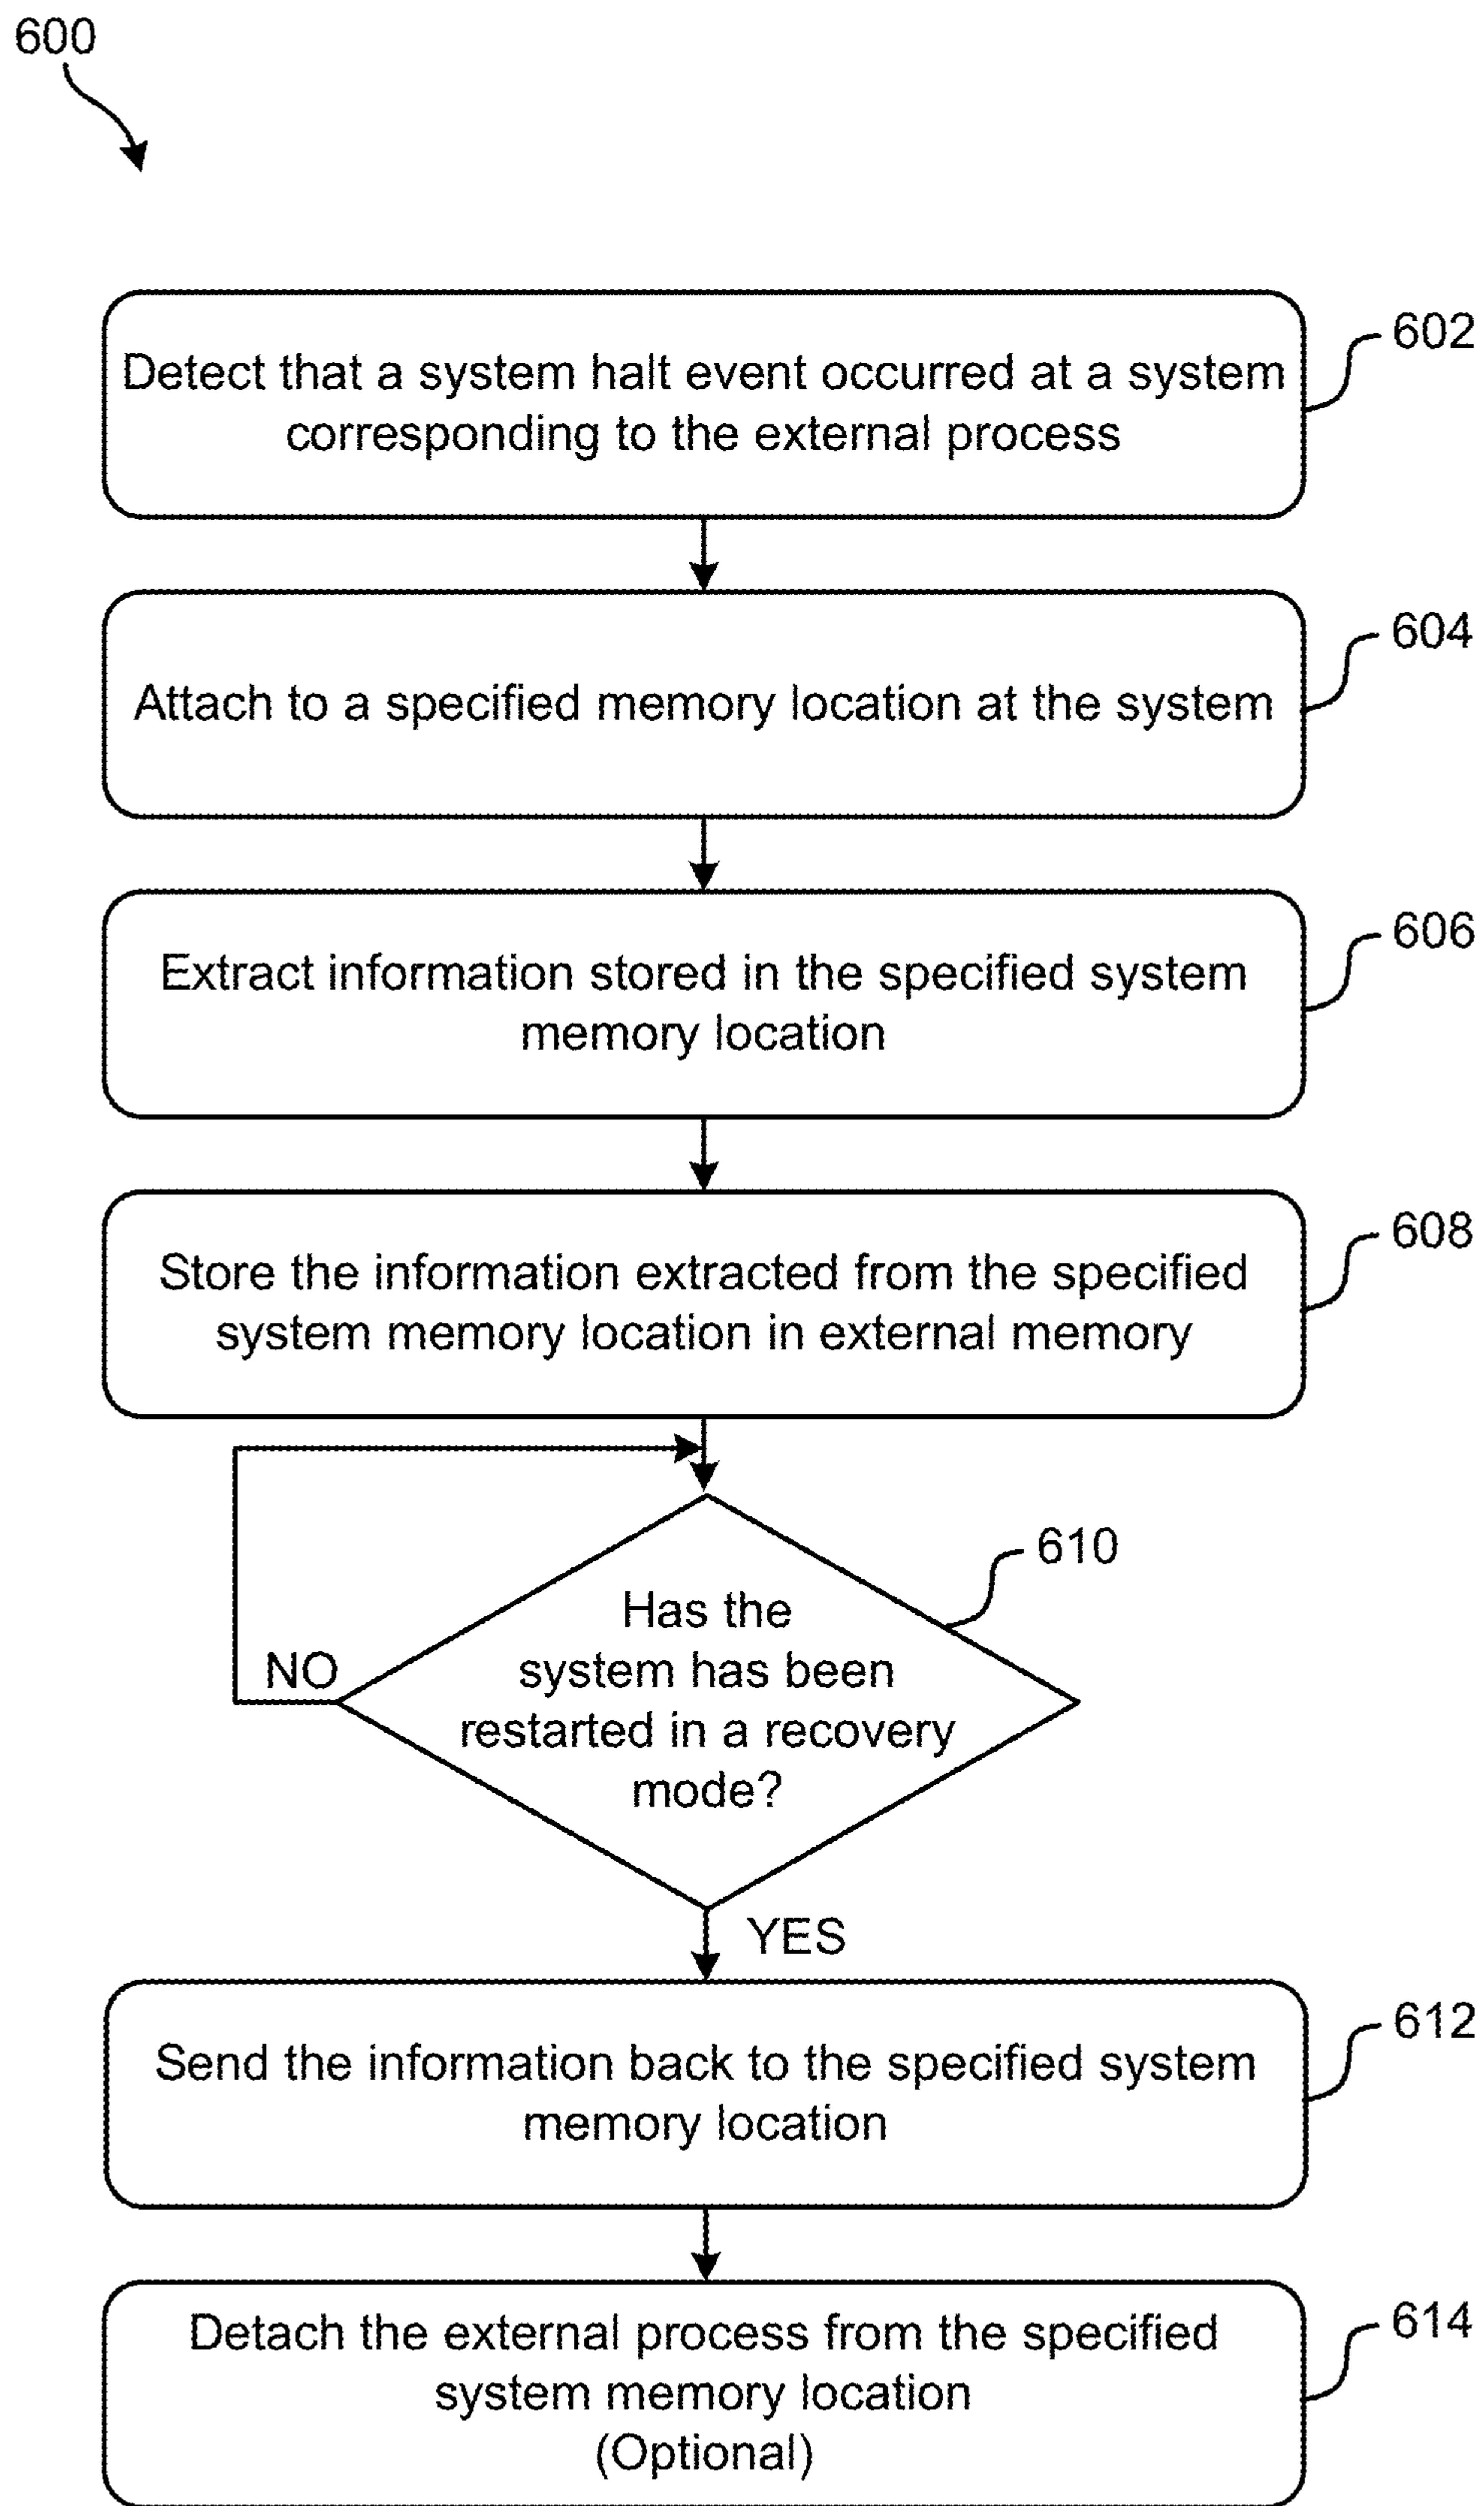 600
602
Detect that a system halt event occurred at a system
corresponding to the external process
604
Attach to a specified memory location at the system
606
Extract information stored in the specified system
memory location
608
Store the information extracted from the specified
system memory location in external memory
610
Has the
system has been
restarted in a recovery
mode?
NO
YES
612
Send the information back to the specified system
memory location
614
Detach the external process from the specified
system memory location
(Optional)